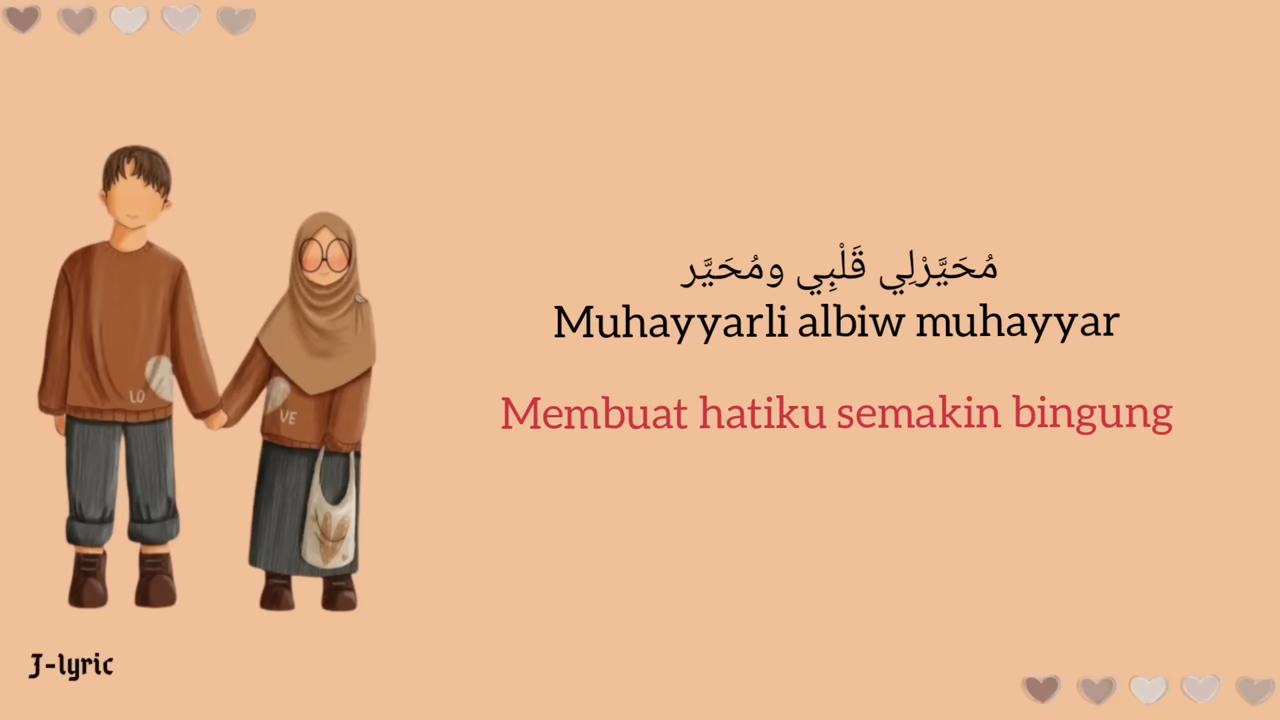 مُحَيَّرْلِي قَلْبِي ومُحَيَّر
Muhayyarli albiw muhayyar
Membuat hatiku semakin bingung
LO
VE
J-lyric